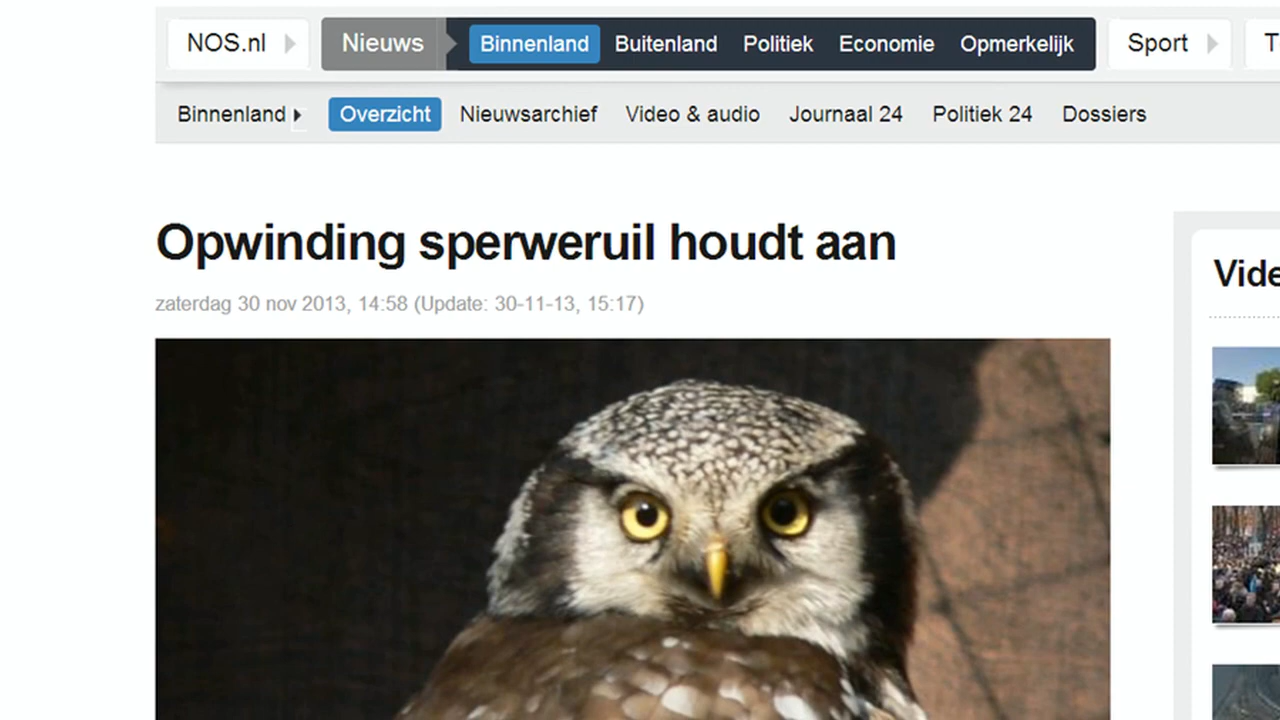 NOS.nl Nieuws Binnenland Buitenland Politiek Economie Opmerkelijk Sport
Binnenland Overzicht Nieuwsarchief Video & audio Journaal 24 Politiek 24 Dossiers
Opwinding sperweruil houdt aan
zaterdag 30 nov 2013, 14:58 (Update: 30-11-13, 15:17)